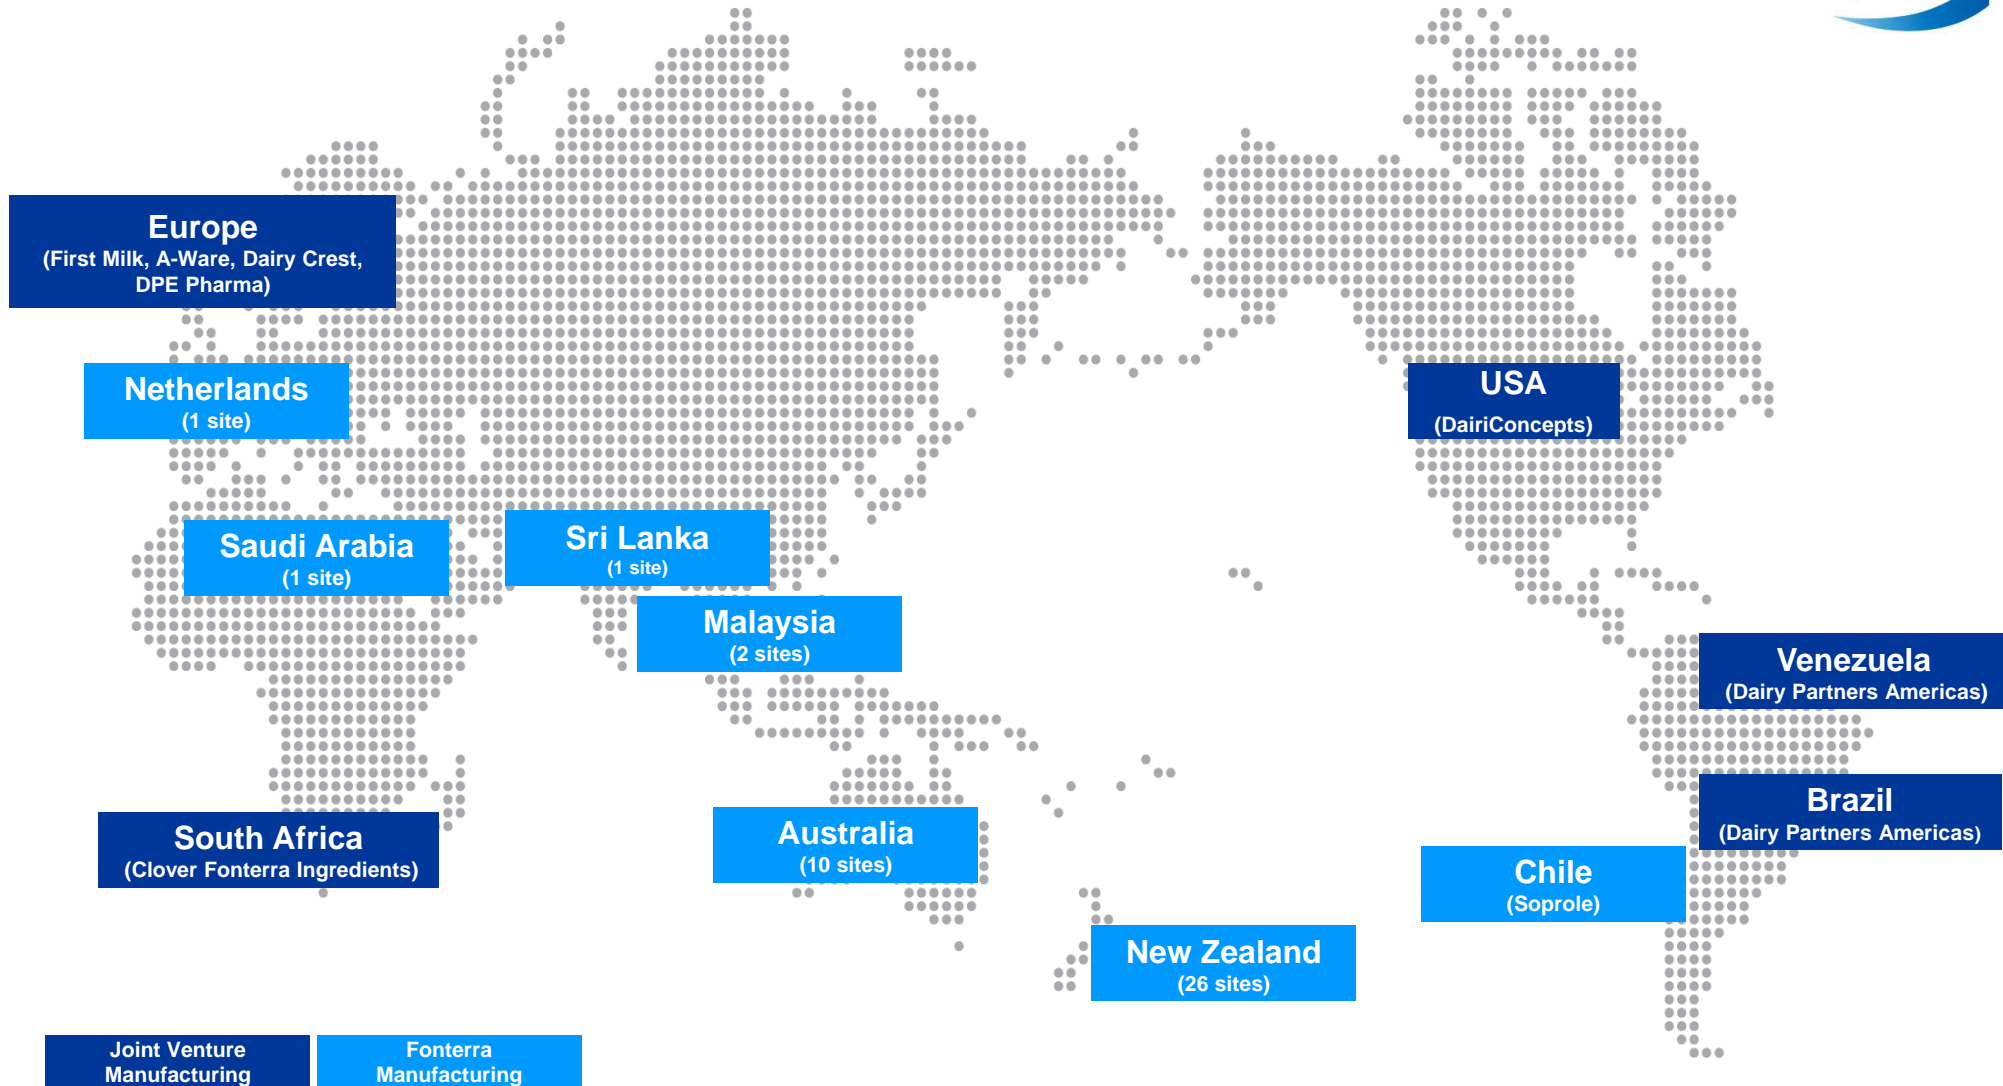 Europe
(First Milk, A-Ware, Dairy Crest,
DPE Pharma)
Netherlands
(1 site)
USA
(DairiConcepts)
Saudi Arabia
(1 site)
Sri Lanka
(1 site)
Malaysia
(2 sites)
Venezuela
(Dairy Partners Americas)
Brazil
(Dairy Partners Americas)
South Africa
(Clover Fonterra Ingredients)
Australia
(10 sites)
Chile
(Soprole)
New Zealand
(26 sites)
Joint Venture
Manufacturing
Fonterra
Manufacturing